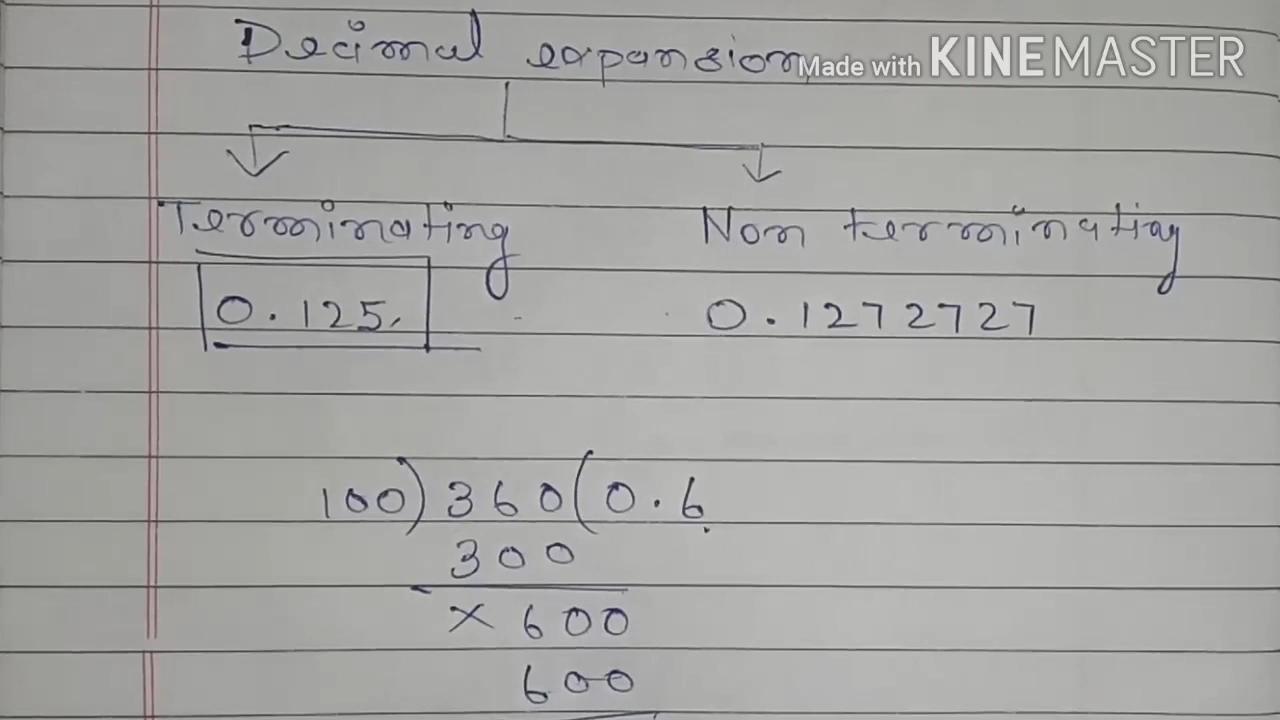 Decimal expansion
Made with KINEMASTER
Terminating Non terminating
0.125. 0.1272727
100) 360 (0.6
300
× 600
600